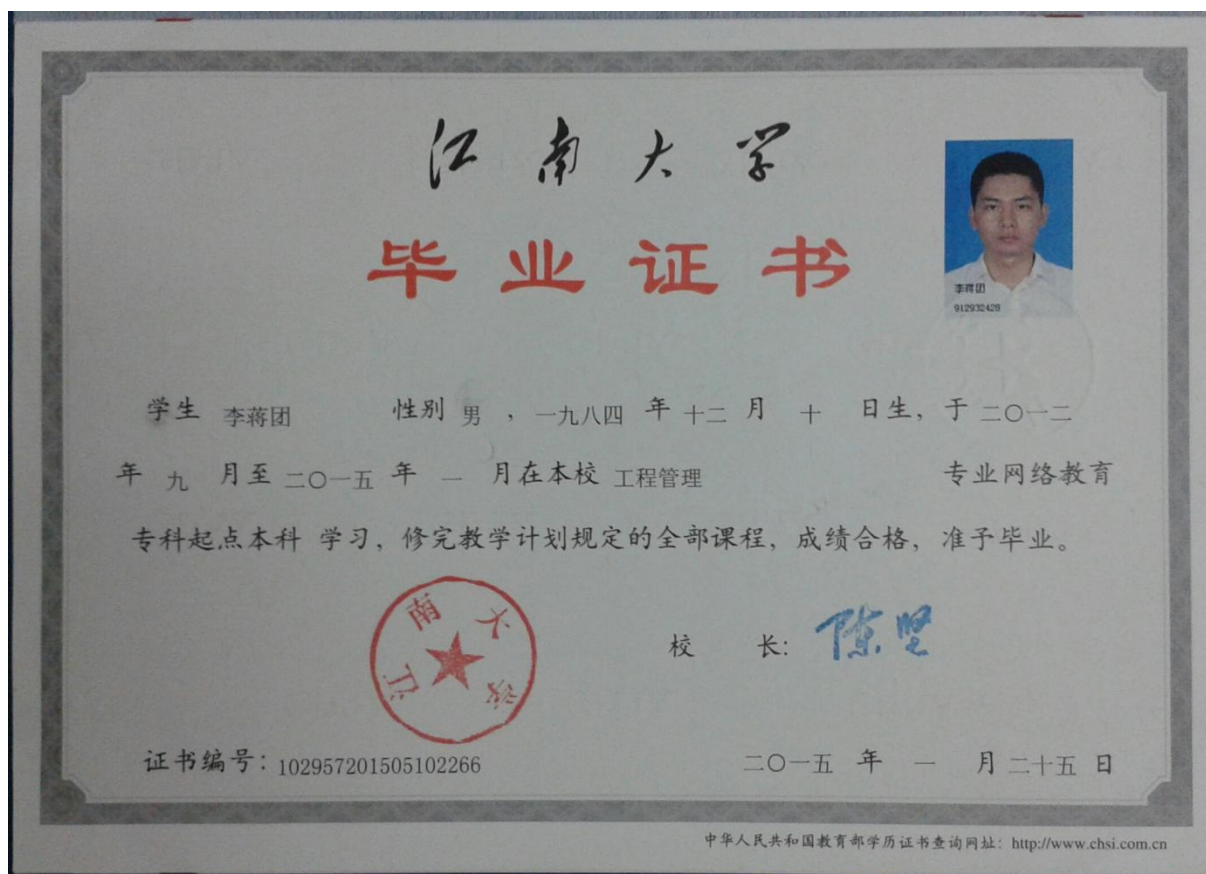 江南大学
毕业证书
李蒋团
912932428
学生 李蒋团 性别 男 ，一九八四 年 十二 月 十 日生，于 二〇一二
年 九 月至 二〇一五 年 一 月在本校 工程管理 专业网络教育
专科起点本科 学习，修完教学计划规定的全部课程，成绩合格，准予毕业。
江南大学
校 长：陈坚
证书编号：102957201505102266 二〇一五 年 一 月 二十五 日
中华人民共和国教育部学历证书查询网址：http://www.chsi.com.cn